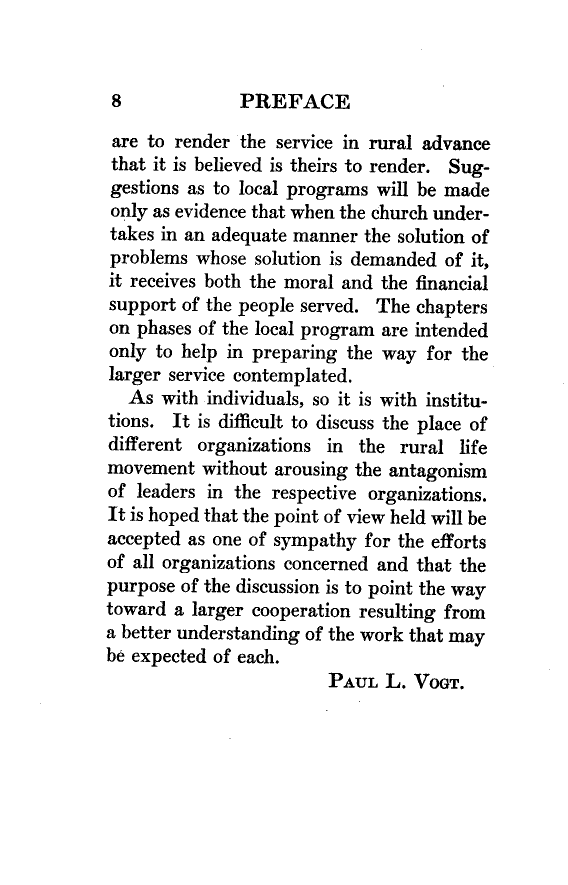 8 PREFACE
are to render the service in rural advance
that it is believed is theirs to render. Sug-
gestions as to local programs will be made
only as evidence that when the church under-
takes in an adequate manner the solution of
problems whose solution is demanded of it,
it receives both the moral and the financial
support of the people served. The chapters
on phases of the local program are intended
only to help in preparing the way for the
larger service contemplated.
As with individuals, so it is with institu-
tions. It is difficult to discuss the place of
different organizations in the rural life
movement without arousing the antagonism
of leaders in the respective organizations.
It is hoped that the point of view held will be
accepted as one of sympathy for the efforts
of all organizations concerned and that the
purpose of the discussion is to point the way
toward a larger cooperation resulting from
a better understanding of the work that may
be expected of each.
PAUL L. VOGT.